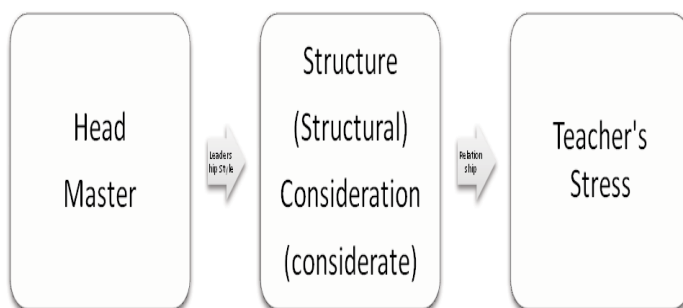 Head
Master
Leaders
hip Style
Structure
(Structural)
Consideration
(considerate)
Relation
ship
Teacher's
Stress